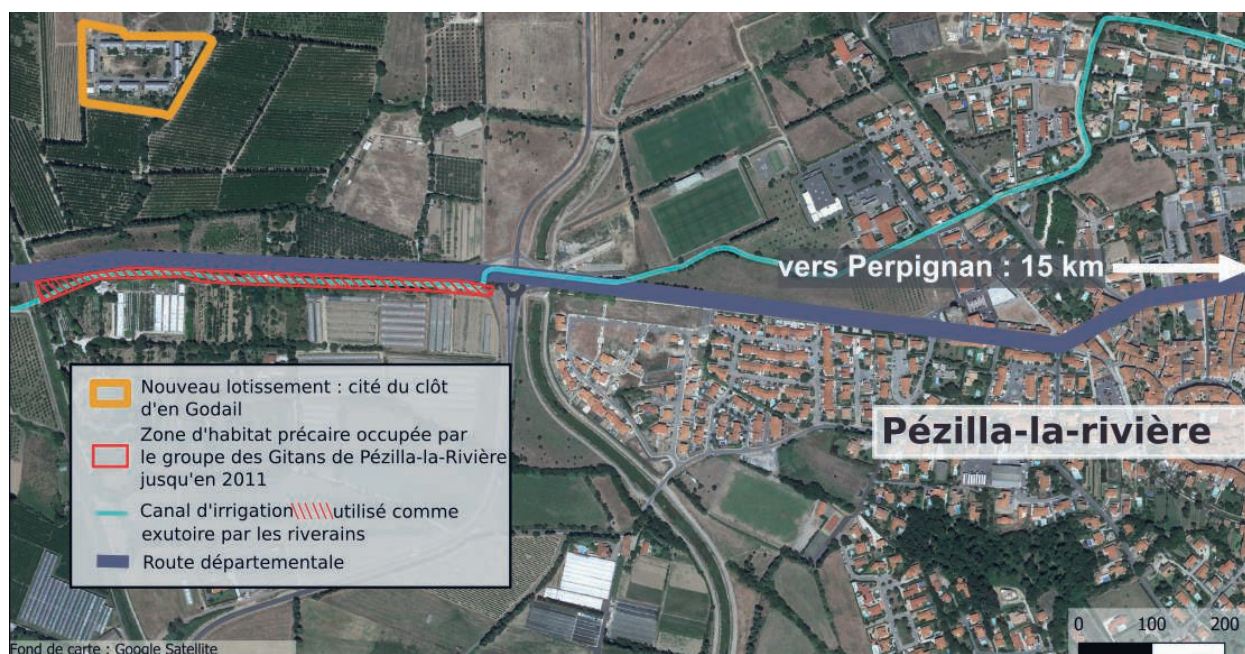 vers Perpignan : 15 km
Nouveau lotissement : cité du clôt
d'en Godail
Zone d'habitat précaire occupée par
le groupe des Gitans de Pézilla-la-Rivière
jusqu'en 2011
Canal d'irrigation utilisé comme
exutoire par les riverains
Route départementale
Pézilla-la-rivière
0 100 200
Fond de carte : Google Satellite